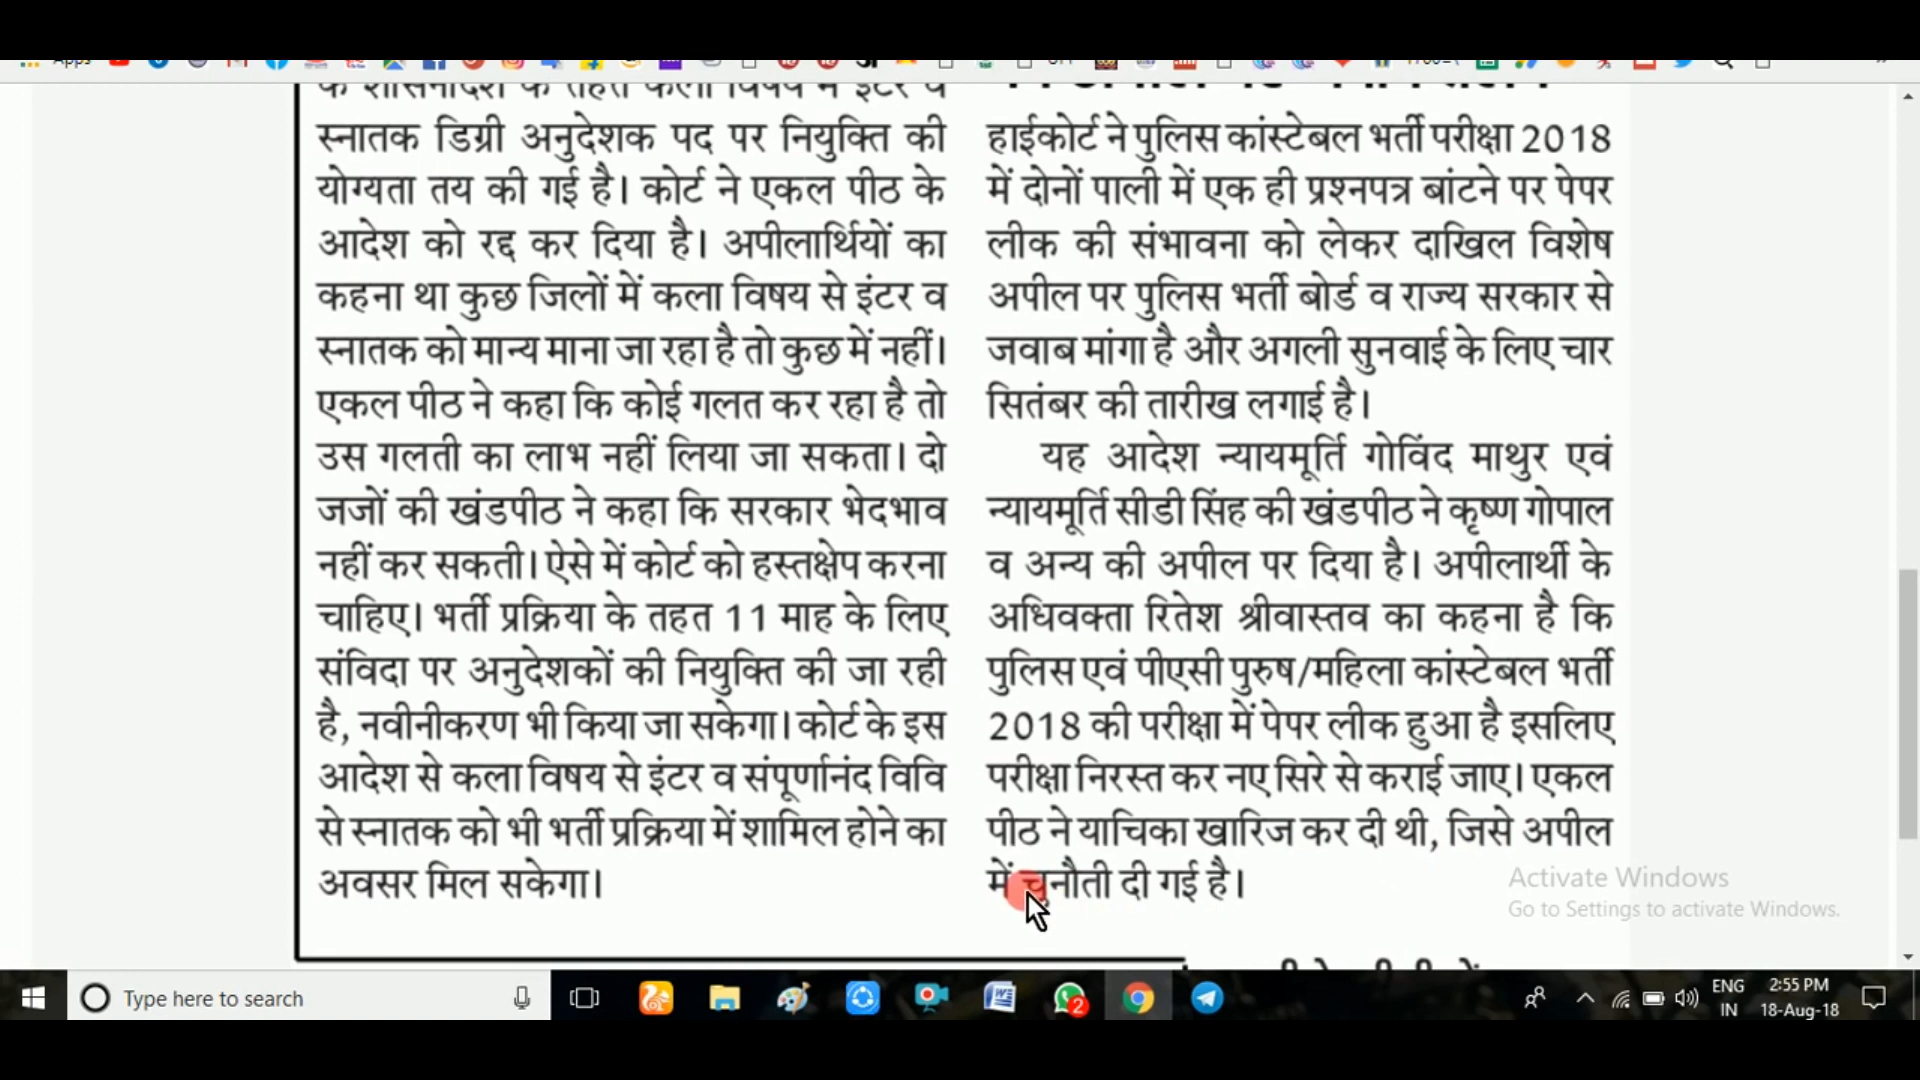 Apps
के शासनादेश के तहत कला विषय में इंटर व
स्नातक डिग्री अनुदेशक पद पर नियुक्ति की
योग्यता तय की गई है। कोर्ट ने एकल पीठ के
आदेश को रद्द कर दिया है। अपीलार्थियों का
कहना था कुछ जिलों में कला विषय से इंटर व
स्नातक को मान्य माना जा रहा है तो कुछ में नहीं।
एकल पीठ ने कहा कि कोई गलत कर रहा है तो
उस गलती का लाभ नहीं लिया जा सकता। दो
जजों की खंडपीठ ने कहा कि सरकार भेदभाव
नहीं कर सकती। ऐसे में कोर्ट को हस्तक्षेप करना
चाहिए। भर्ती प्रक्रिया के तहत 11 माह के लिए
संविदा पर अनुदेशकों की नियुक्ति की जा रही
है, नवीनीकरण भी किया जा सकेगा। कोर्ट के इस
आदेश से कला विषय से इंटर व संपूर्णानंद विवि
से स्नातक को भी भर्ती प्रक्रिया में शामिल होने का
अवसर मिल सकेगा।
हाईकोर्ट ने पुलिस कांस्टेबल भर्ती परीक्षा 2018
में दोनों पाली में एक ही प्रश्नपत्र बांटने पर पेपर
लीक की संभावना को लेकर दाखिल विशेष
अपील पर पुलिस भर्ती बोर्ड व राज्य सरकार से
जवाब मांगा है और अगली सुनवाई के लिए चार
सितंबर की तारीख लगाई है।
यह आदेश न्यायमूर्ति गोविंद माथुर एवं
न्यायमूर्ति सीडी सिंह की खंडपीठ ने कृष्ण गोपाल
व अन्य की अपील पर दिया है। अपीलार्थी के
अधिवक्ता रितेश श्रीवास्तव का कहना है कि
पुलिस एवं पीएसी पुरुष/महिला कांस्टेबल भर्ती
2018 की परीक्षा में पेपर लीक हुआ है इसलिए
परीक्षा निरस्त कर नए सिरे से कराई जाए। एकल
पीठ ने याचिका खारिज कर दी थी, जिसे अपील
में चुनौती दी गई है।
Activate Windows
Go to Settings to activate Windows.
Type here to search
2
ENG
IN
2:55 PM
18-Aug-18